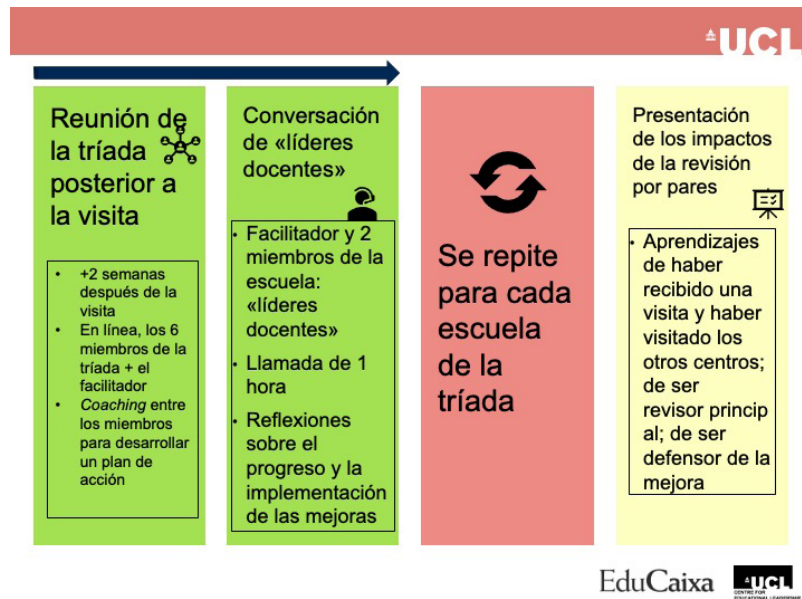 UCL
Reunión de
la tríada
posterior a
la visita
• +2 semanas
después de la
visita
• En línea, los 6
miembros de la
tríada + el
facilitador
• Coaching entre
los miembros
para desarrollar
un plan de
acción
Conversación
de «líderes
docentes»
• Facilitador y 2
miembros de la
escuela:
«líderes
docentes»
• Llamada de 1
hora
• Reflexiones
sobre el
progreso y la
implementación
de las mejoras
Se repite
para cada
escuela
de la
tríada
Presentación
de los impactos
de la revisión
por pares
• Aprendizajes
de haber
recibido una
visita y haber
visitado los
otros centros;
de ser
revisor princip
al; de ser
defensor de la
mejora
EduCaixa
UCL
CENTRE FOR
EDUCATIONAL LEADERSHIP